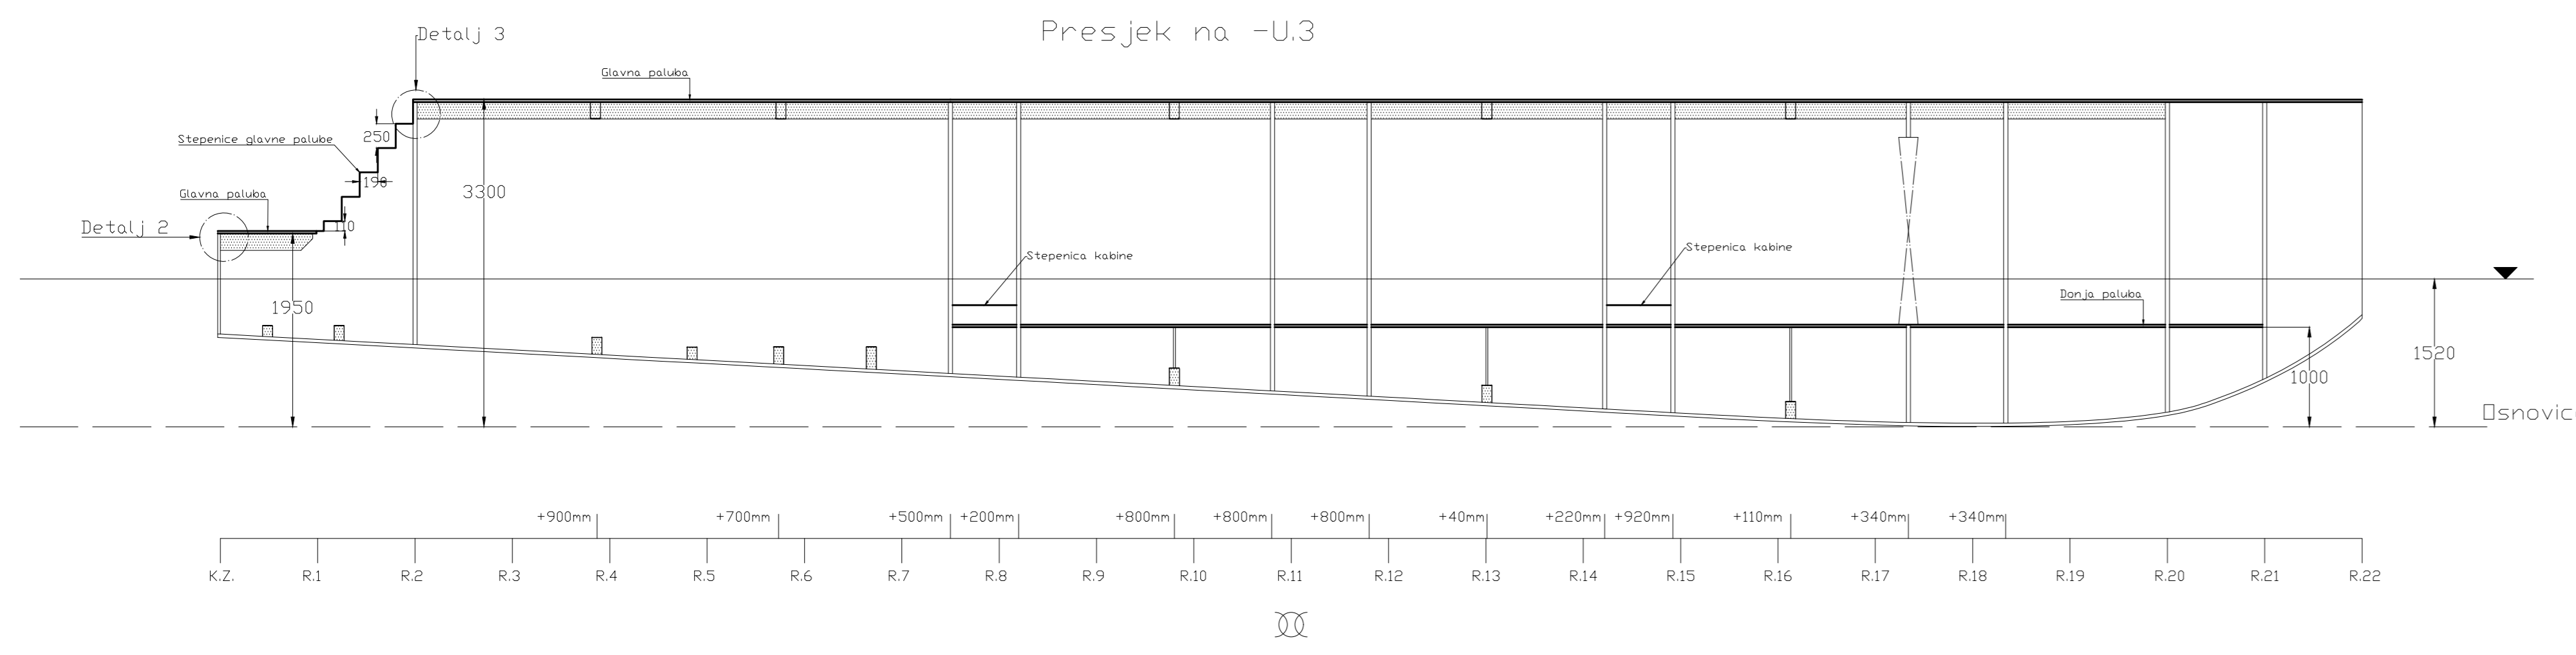 Presjek na -U.3
Detalj 3
Glavna paluba
250
Stepenice glavne palube
198
3300
Glavna paluba
Detalj 2
110
Stepenica kabine
Stepenica kabine
Donja paluba
1950
1520
1000
snovic
+900mm +700mm +500mm +200mm +800mm +800mm +800mm +40mm +220mm +920mm +110mm +340mm +340mm
K.Z. R.1 R.2 R.3 R.4 R.5 R.6 R.7 R.8 R.9 R.10 R.11 R.12 R.13 R.14 R.15 R.16 R.17 R.18 R.19 R.20 R.21 R.22